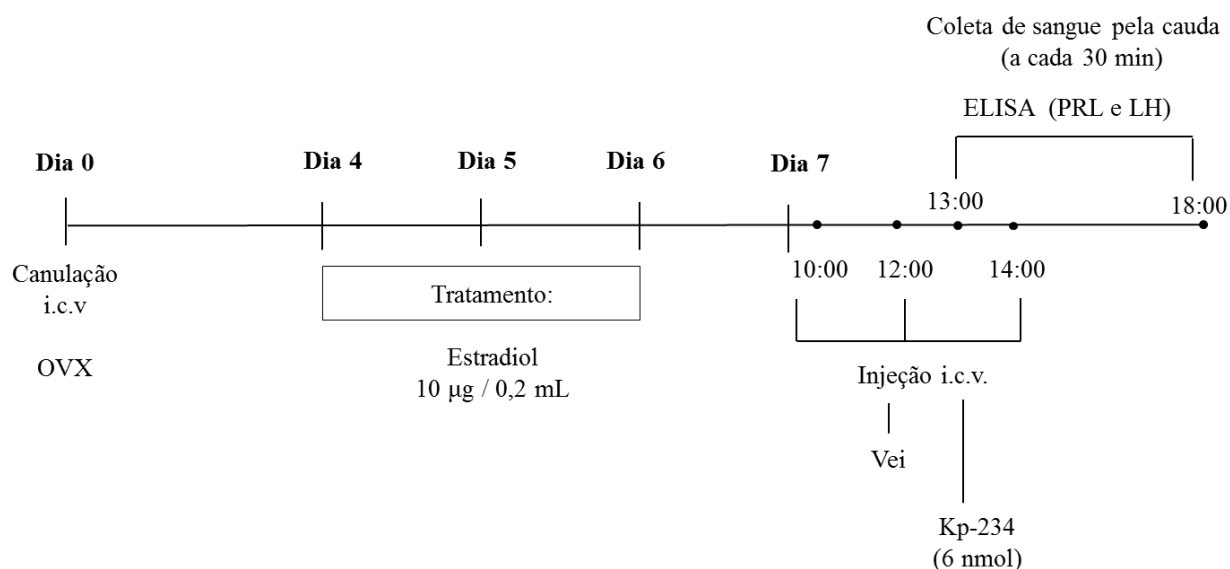 Coleta de sangue pela cauda
(a cada 30 min)
ELISA (PRL e LH)
Dia 0
Dia 4
Dia 5
Dia 6
Dia 7
13:00
18:00
Canulação
i.c.v
OVX
Tratamento:
Estradiol
10 µg / 0,2 mL
10:00
12:00
14:00
Injeção i.c.v.
Vei
Kp-234
(6 nmol)